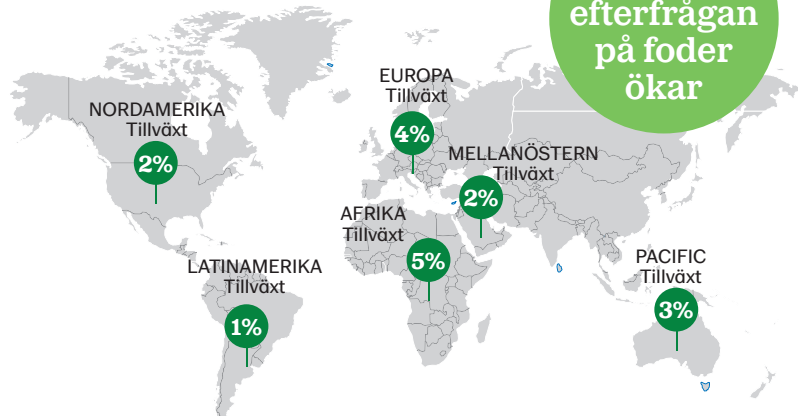 efterfrågan
på foder
ökar
EUROPA
Tillväxt
4%
NORDAMERIKA
Tillväxt
2%
MELLANÖSTERN
Tillväxt
2%
AFRIKA
Tillväxt
5%
LATINAMERIKA
Tillväxt
1%
PACIFIC
Tillväxt
3%